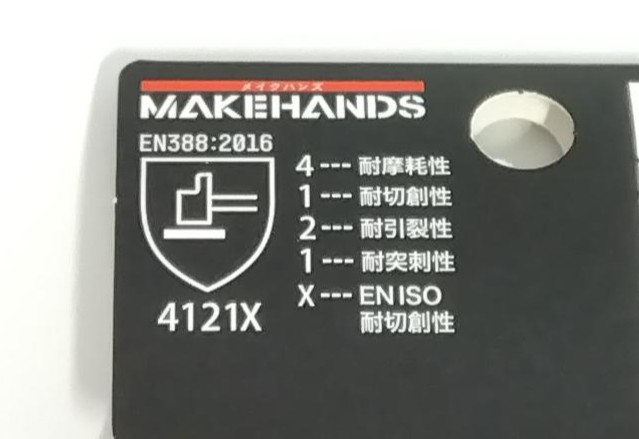 メイクハンズ
MAKEHANDS
EN388:2016
4 --- 耐摩耗性
1 --- 耐切創性
2 --- 耐引裂性
1 --- 耐突刺性
X --- EN ISO
耐切創性
4121X